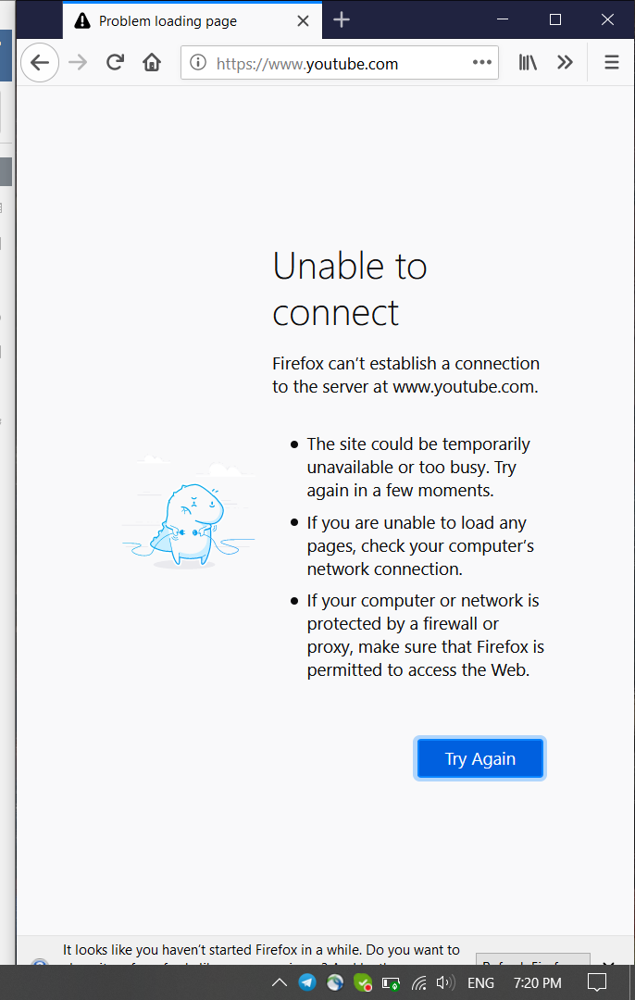 Problem loading page
https://www.youtube.com
Unable to
connect
Firefox can't establish a connection
to the server at www.youtube.com.
The site could be temporarily
unavailable or too busy. Try
again in a few moments.
If you are unable to load any
pages, check your computer's
network connection.
If your computer or network is
protected by a firewall or
proxy, make sure that Firefox is
permitted to access the Web.
Try Again
It looks like you haven't started Firefox in a while. Do you want to
ENG 7:20 PM